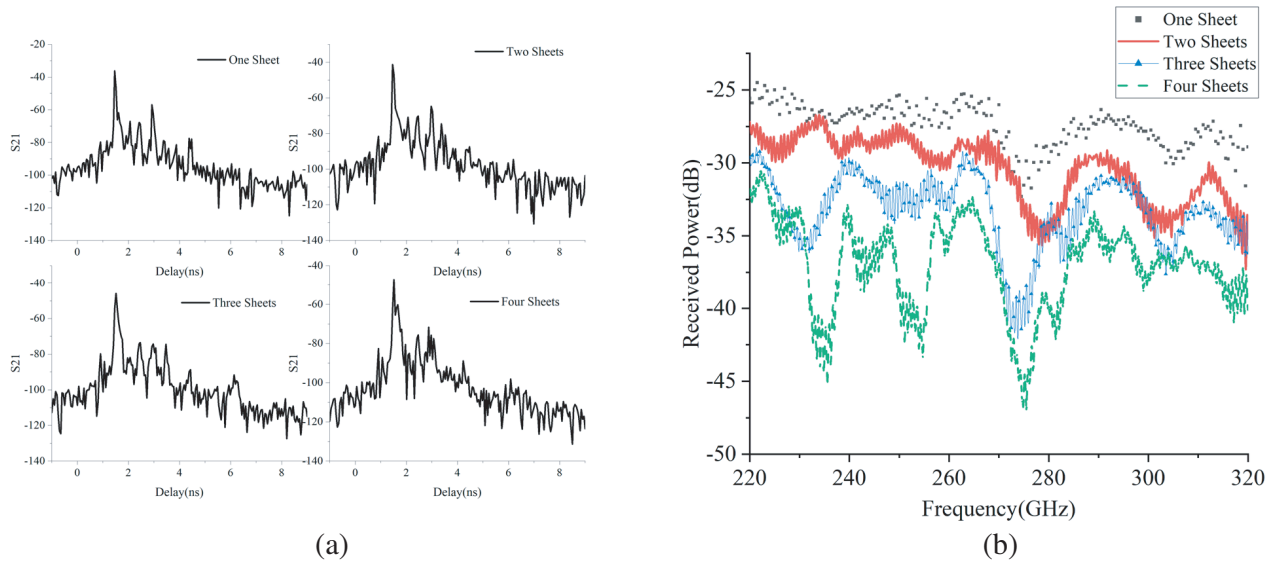 -20
-40
-60
-80
-100
-120
-140
S21
One Sheet
0 2 4 6 8
Delay(ns)
-40
-60
-80
-100
-120
-140
S21
Two Sheets
0 2 4 6 8
Delay(ns)
-40
-60
-80
-100
-120
-140
S21
Three Sheets
0 2 4 6 8
Delay(ns)
-40
-60
-80
-100
-120
-140
S21
Four Sheets
0 2 4 6 8
Delay(ns)
(a)
One Sheet
Two Sheets
Three Sheets
Four Sheets
-25
-30
-35
-40
-45
-50
Received Power(dB)
220 240 260 280 300 320
Frequency(GHz)
(b)